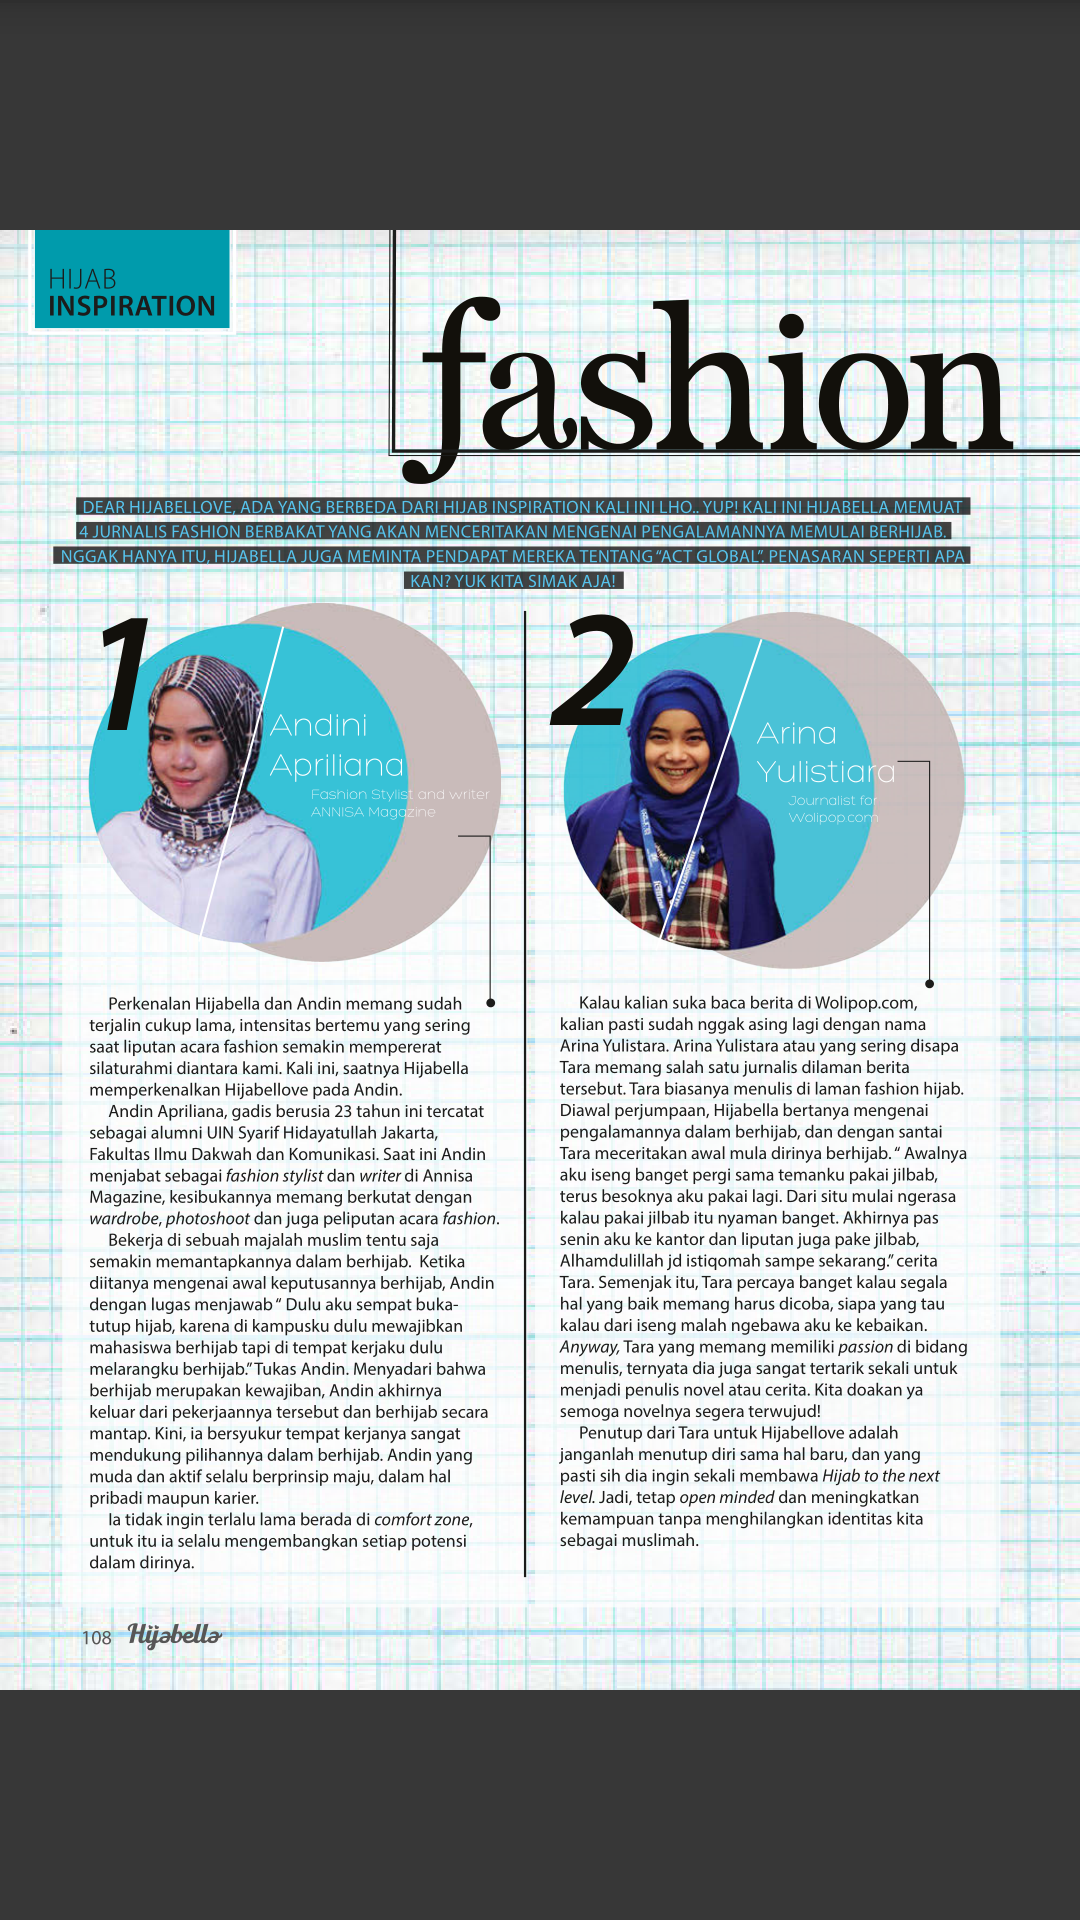 HIJAB
INSPIRATION
fashion
DEAR HIJABELLOVE, ADA YANG BERBEDA DARI HIJAB INSPIRATION KALI INI LHO.. YUP! KALI INI HIJABELLA MEMUAT
4 JURNALIS FASHION BERBAKAT YANG AKAN MENCERITAKAN MENGENAI PENGALAMANNYA MEMULAI BERHIJAB.
NGGAK HANYA ITU, HIJABELLA JUGA MEMINTA PENDAPAT MEREKA TENTANG “ACT GLOBAL”. PENASARAN SEPERTI APA
KAN? YUK KITA SIMAK AJA!
1
Andini
Apriliana
Fashion Stylist and writer
ANNISA Magazine
Perkenalan Hijabella dan Andin memang sudah
terjalin cukup lama, intensitas bertemu yang sering
saat liputan acara fashion semakin mempererat
silaturahmi diantara kami. Kali ini, saatnya Hijabella
memperkenalkan Hijabellove pada Andin.
Andin Apriliana, gadis berusia 23 tahun ini tercatat
sebagai alumni UIN Syarif Hidayatullah Jakarta,
Fakultas Ilmu Dakwah dan Komunikasi. Saat ini Andin
menjabat sebagai fashion stylist dan writer di Annisa
Magazine, kesibukannya memang berkutat dengan
wardrobe, photoshoot dan juga peliputan acara fashion.
Bekerja di sebuah majalah muslim tentu saja
semakin memantapkannya dalam berhijab.  Ketika
diitanya mengenai awal keputusannya berhijab, Andin
dengan lugas menjawab “ Dulu aku sempat buka-
tutup hijab, karena di kampusku dulu mewajibkan
mahasiswa berhijab tapi di tempat kerjaku dulu
melarangku berhijab.” Tukas Andin. Menyadari bahwa
berhijab merupakan kewajiban, Andin akhirnya
keluar dari pekerjaannya tersebut dan berhijab secara
mantap. Kini, ia bersyukur tempat kerjanya sangat
mendukung pilihannya dalam berhijab. Andin yang
muda dan aktif selalu berprinsip maju, dalam hal
pribadi maupun karier.
Ia tidak ingin terlalu lama berada di comfort zone,
untuk itu ia selalu mengembangkan setiap potensi
dalam dirinya.
2
Arina
Yulistiara
Journalist for
Wolipop.com
Kalau kalian suka baca berita di Wolipop.com,
kalian pasti sudah nggak asing lagi dengan nama
Arina Yulistara. Arina Yulistara atau yang sering disapa
Tara memang salah satu jurnalis dilaman berita
tersebut. Tara biasanya menulis di laman fashion hijab.
Diawal perjumpaan, Hijabella bertanya mengenai
pengalamannya dalam berhijab, dan dengan santai
Tara meceritakan awal mula dirinya berhijab. “ Awalnya
aku iseng banget pergi sama temanku pakai jilbab,
terus besoknya aku pakai lagi. Dari situ mulai ngerasa
kalau pakai jilbab itu nyaman banget. Akhirnya pas
senin aku ke kantor dan liputan juga pake jilbab,
Alhamdulillah jd istiqomah sampe sekarang.” cerita
Tara. Semenjak itu, Tara percaya banget kalau segala
hal yang baik memang harus dicoba, siapa yang tau
kalau dari iseng malah ngebawa aku ke kebaikan.
Anyway, Tara yang memang memiliki passion di bidang
menulis, ternyata dia juga sangat tertarik sekali untuk
menjadi penulis novel atau cerita. Kita doakan ya
semoga novelnya segera terwujud!
Penutup dari Tara untuk Hijabellove adalah
janganlah menutup diri sama hal baru, dan yang
pasti sih dia ingin sekali membawa Hijab to the next
level. Jadi, tetap open minded dan meningkatkan
kemampuan tanpa menghilangkan identitas kita
sebagai muslimah.
108 Hijabella